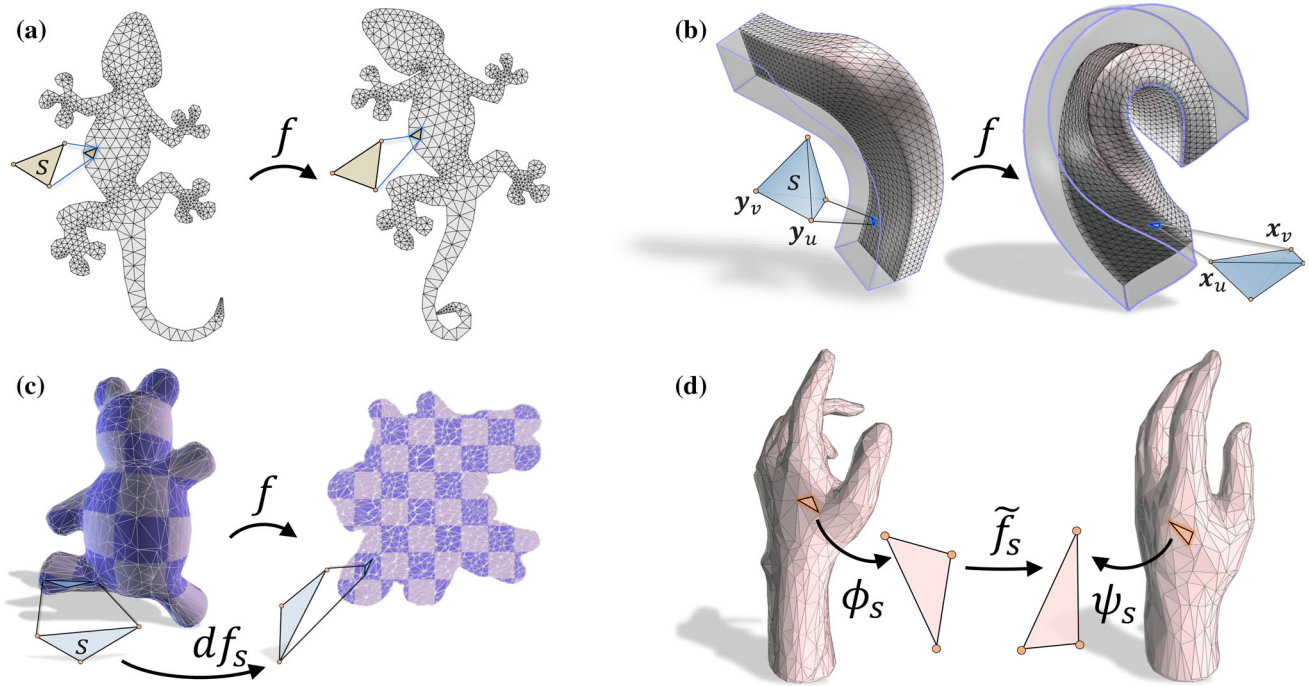 (a)
s
f
(b)
f
s
y_v
y_u
x_v
x_u
(c)
f
s
df_s
(d)
f̃_s
ϕ_s
ψ_s